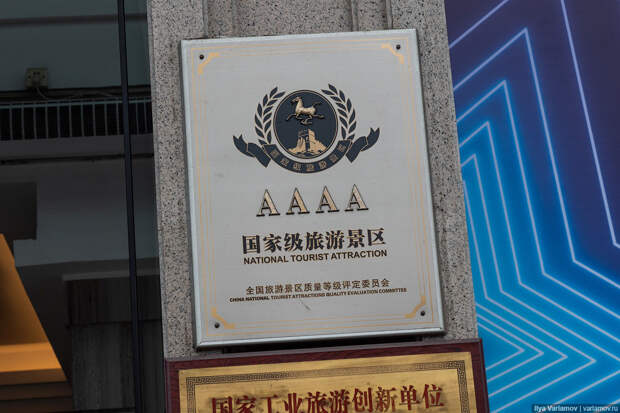 AAAA
国家级旅游景区
NATIONAL TOURIST ATTRACTION
全国旅游景区质量等级评定委员会
CHINA NATIONAL TOURIST ATTRACTIONS QUALITY EVALUATION COMMITTEE
国家工业旅游创新单位
Ilya Varlamov | varlamov.ru